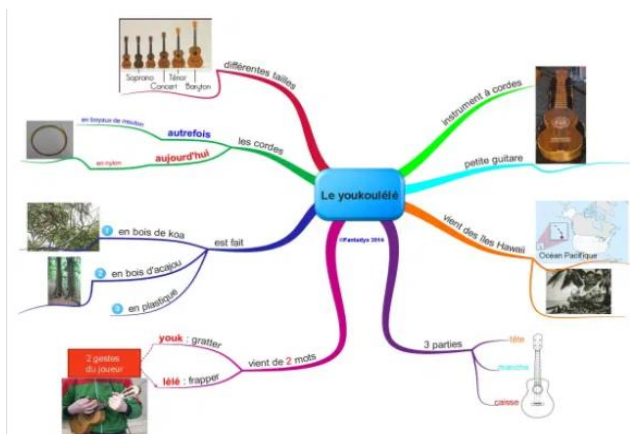 Soprano
Concert
Ténor
Baryton
différentes tailles
instrument à cordes
en boyaux de mouton
autrefois
aujourd'hui
en nylon
les cordes
petite guitare
Le youkoulélé
vient des îles Hawaii
Océan Pacifique
1 en bois de koa
2 en bois d'acajou
3 en plastique
est fait
©Fantadys 2014
3 parties
tête
manche
caisse
2 gestes
du joueur
youk : gratter
lélé : frapper
vient de 2 mots